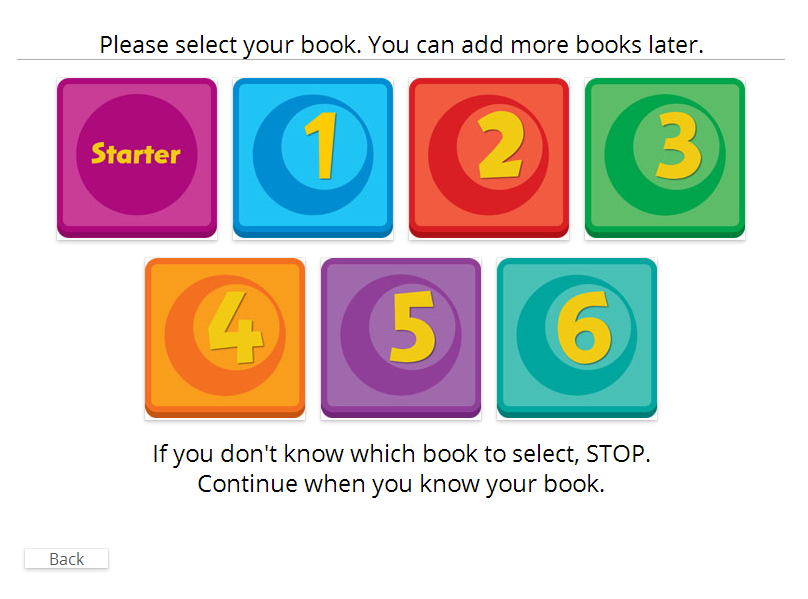 Please select your book. You can add more books later.
Starter
1
2
3
4
5
6
If you don't know which book to select, STOP.
Continue when you know your book.
Back